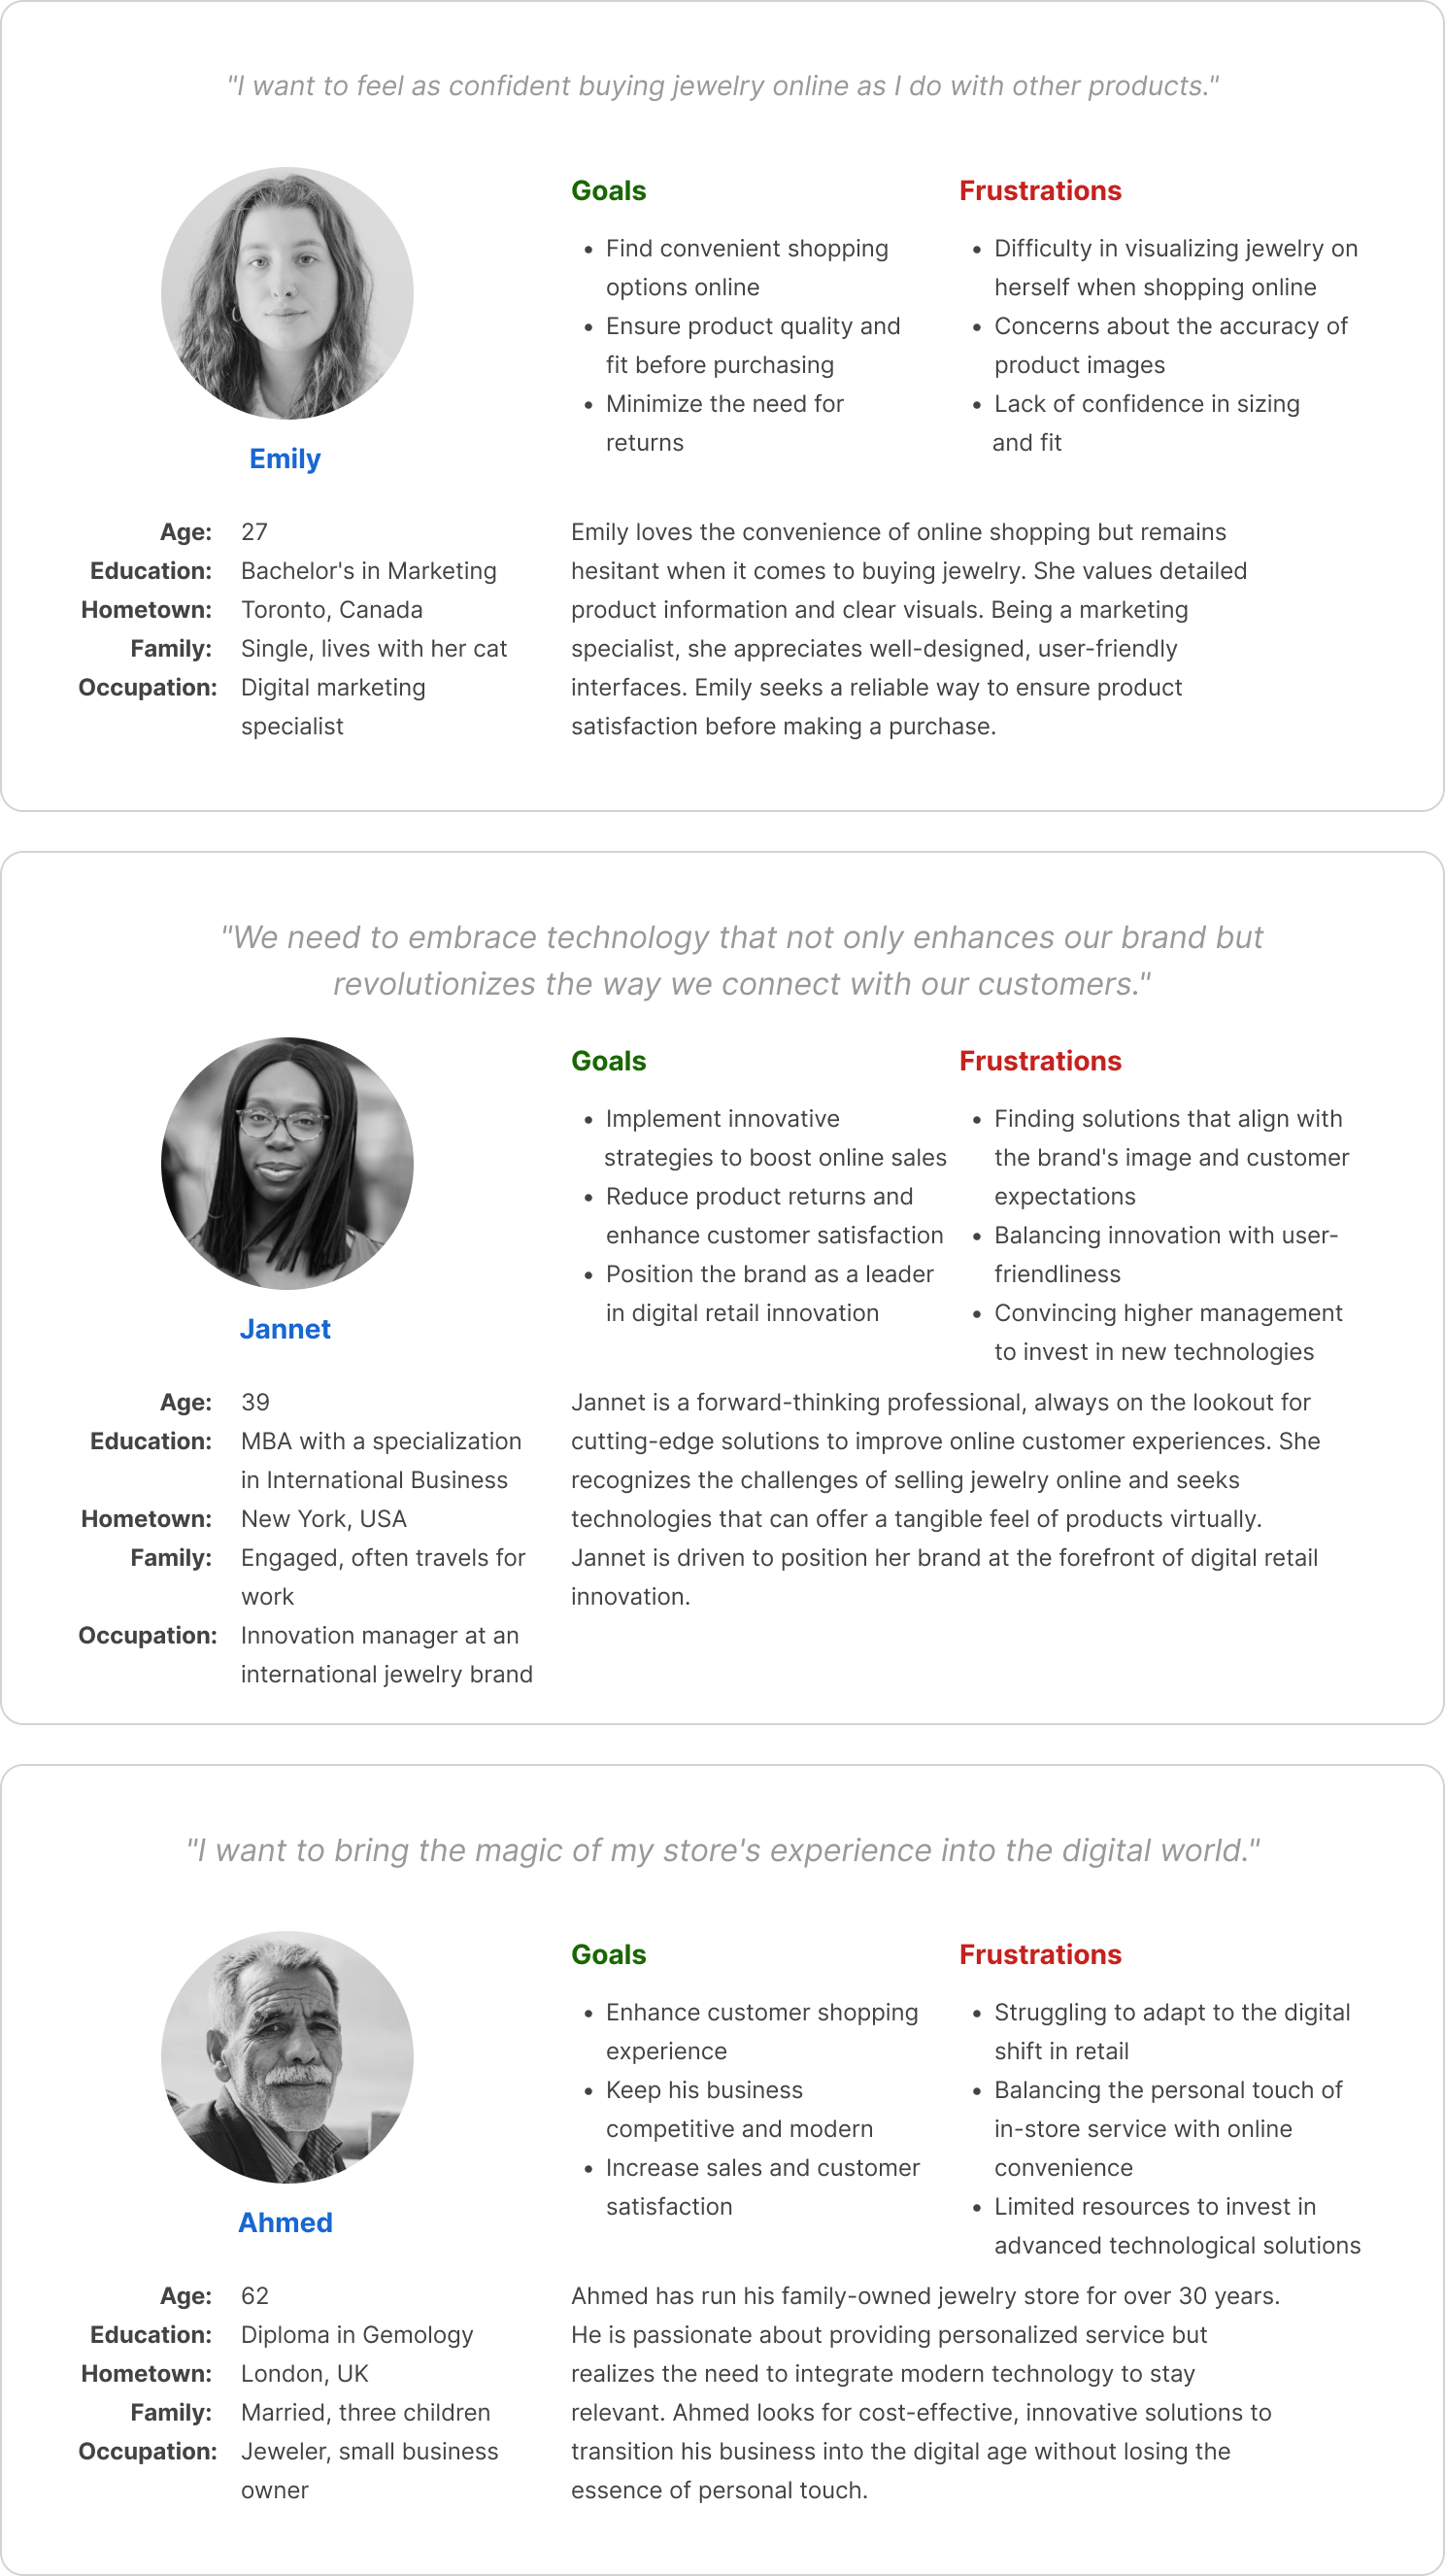 "I want to feel as confident buying jewelry online as I do with other products."
Emily
Age: 27
Education: Bachelor's in Marketing
Hometown: Toronto, Canada
Family: Single, lives with her cat
Occupation: Digital marketing
specialist
Goals
• Find convenient shopping
options online
• Ensure product quality and
fit before purchasing
• Minimize the need for
returns
Frustrations
• Difficulty in visualizing jewelry on
herself when shopping online
• Concerns about the accuracy of
product images
• Lack of confidence in sizing
and fit
Emily loves the convenience of online shopping but remains
hesitant when it comes to buying jewelry. She values detailed
product information and clear visuals. Being a marketing
specialist, she appreciates well-designed, user-friendly
interfaces. Emily seeks a reliable way to ensure product
satisfaction before making a purchase.
"We need to embrace technology that not only enhances our brand but
revolutionizes the way we connect with our customers."
Jannet
Age: 39
Education: MBA with a specialization
in International Business
Hometown: New York, USA
Family: Engaged, often travels for
work
Occupation: Innovation manager at an
international jewelry brand
Goals
• Implement innovative
strategies to boost online sales
• Reduce product returns and
enhance customer satisfaction
• Position the brand as a leader
in digital retail innovation
Frustrations
• Finding solutions that align with
the brand's image and customer
expectations
• Balancing innovation with user-
friendliness
• Convincing higher management
to invest in new technologies
Jannet is a forward-thinking professional, always on the lookout for
cutting-edge solutions to improve online customer experiences. She
recognizes the challenges of selling jewelry online and seeks
technologies that can offer a tangible feel of products virtually.
Jannet is driven to position her brand at the forefront of digital retail
innovation.
"I want to bring the magic of my store's experience into the digital world."
Ahmed
Age: 62
Education: Diploma in Gemology
Hometown: London, UK
Family: Married, three children
Occupation: Jeweler, small business
owner
Goals
• Enhance customer shopping
experience
• Keep his business
competitive and modern
• Increase sales and customer
satisfaction
Frustrations
• Struggling to adapt to the digital
shift in retail
• Balancing the personal touch of
in-store service with online
convenience
• Limited resources to invest in
advanced technological solutions
Ahmed has run his family-owned jewelry store for over 30 years.
He is passionate about providing personalized service but
realizes the need to integrate modern technology to stay
relevant. Ahmed looks for cost-effective, innovative solutions to
transition his business into the digital age without losing the
essence of personal touch.